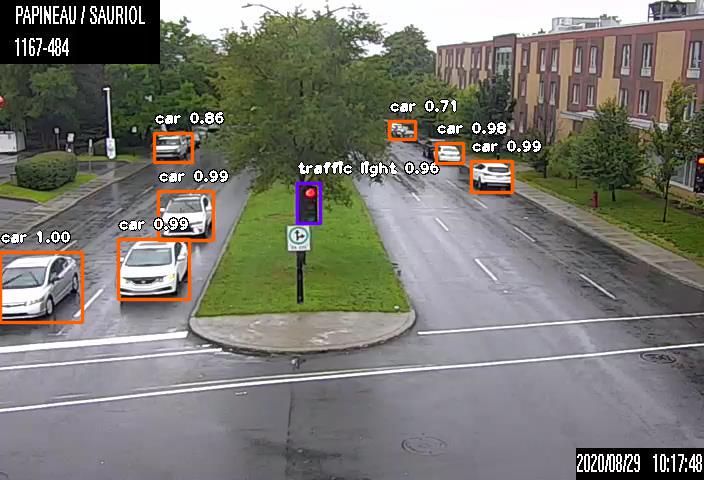 PAPINEAU / SAURIOL
1167-484
car 0.86
car 0.71
car 0.98
car 0.99
traffic light 0.96
car 0.99
car 0.99
car 1.00
2020/08/29 10:17:48